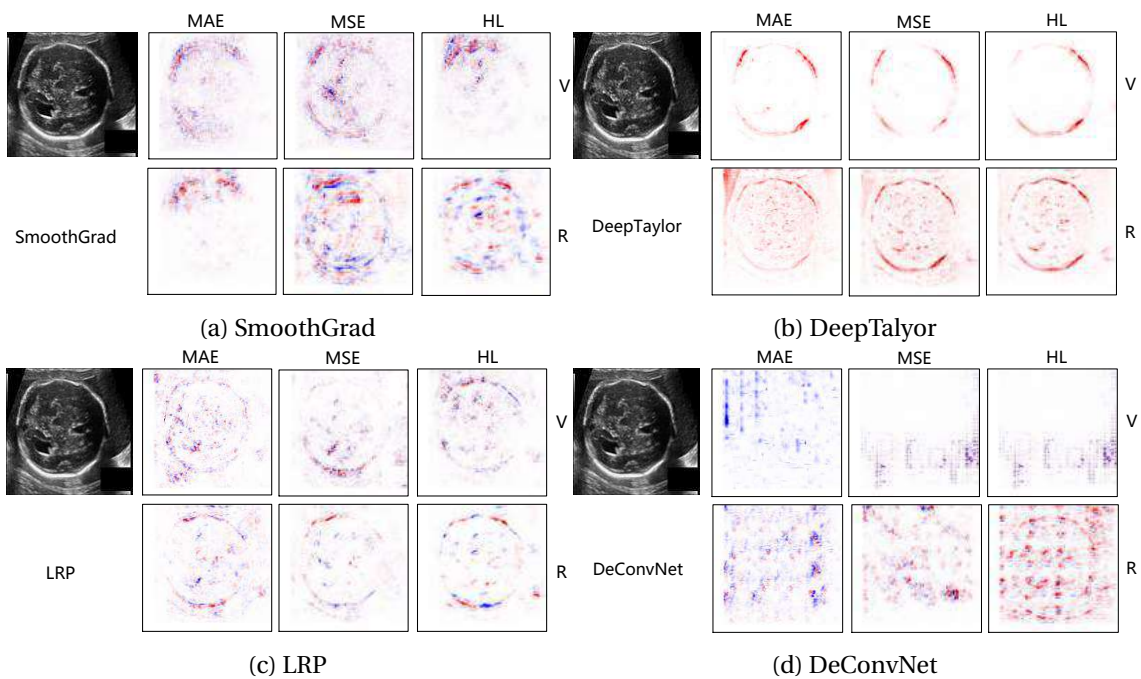 MAE MSE HL
V
SmoothGrad
R
(a) SmoothGrad
MAE MSE HL
V
DeepTaylor
R
(b) DeepTalyor
MAE MSE HL
V
LRP
R
(c) LRP
MAE MSE HL
V
DeConvNet
R
(d) DeConvNet